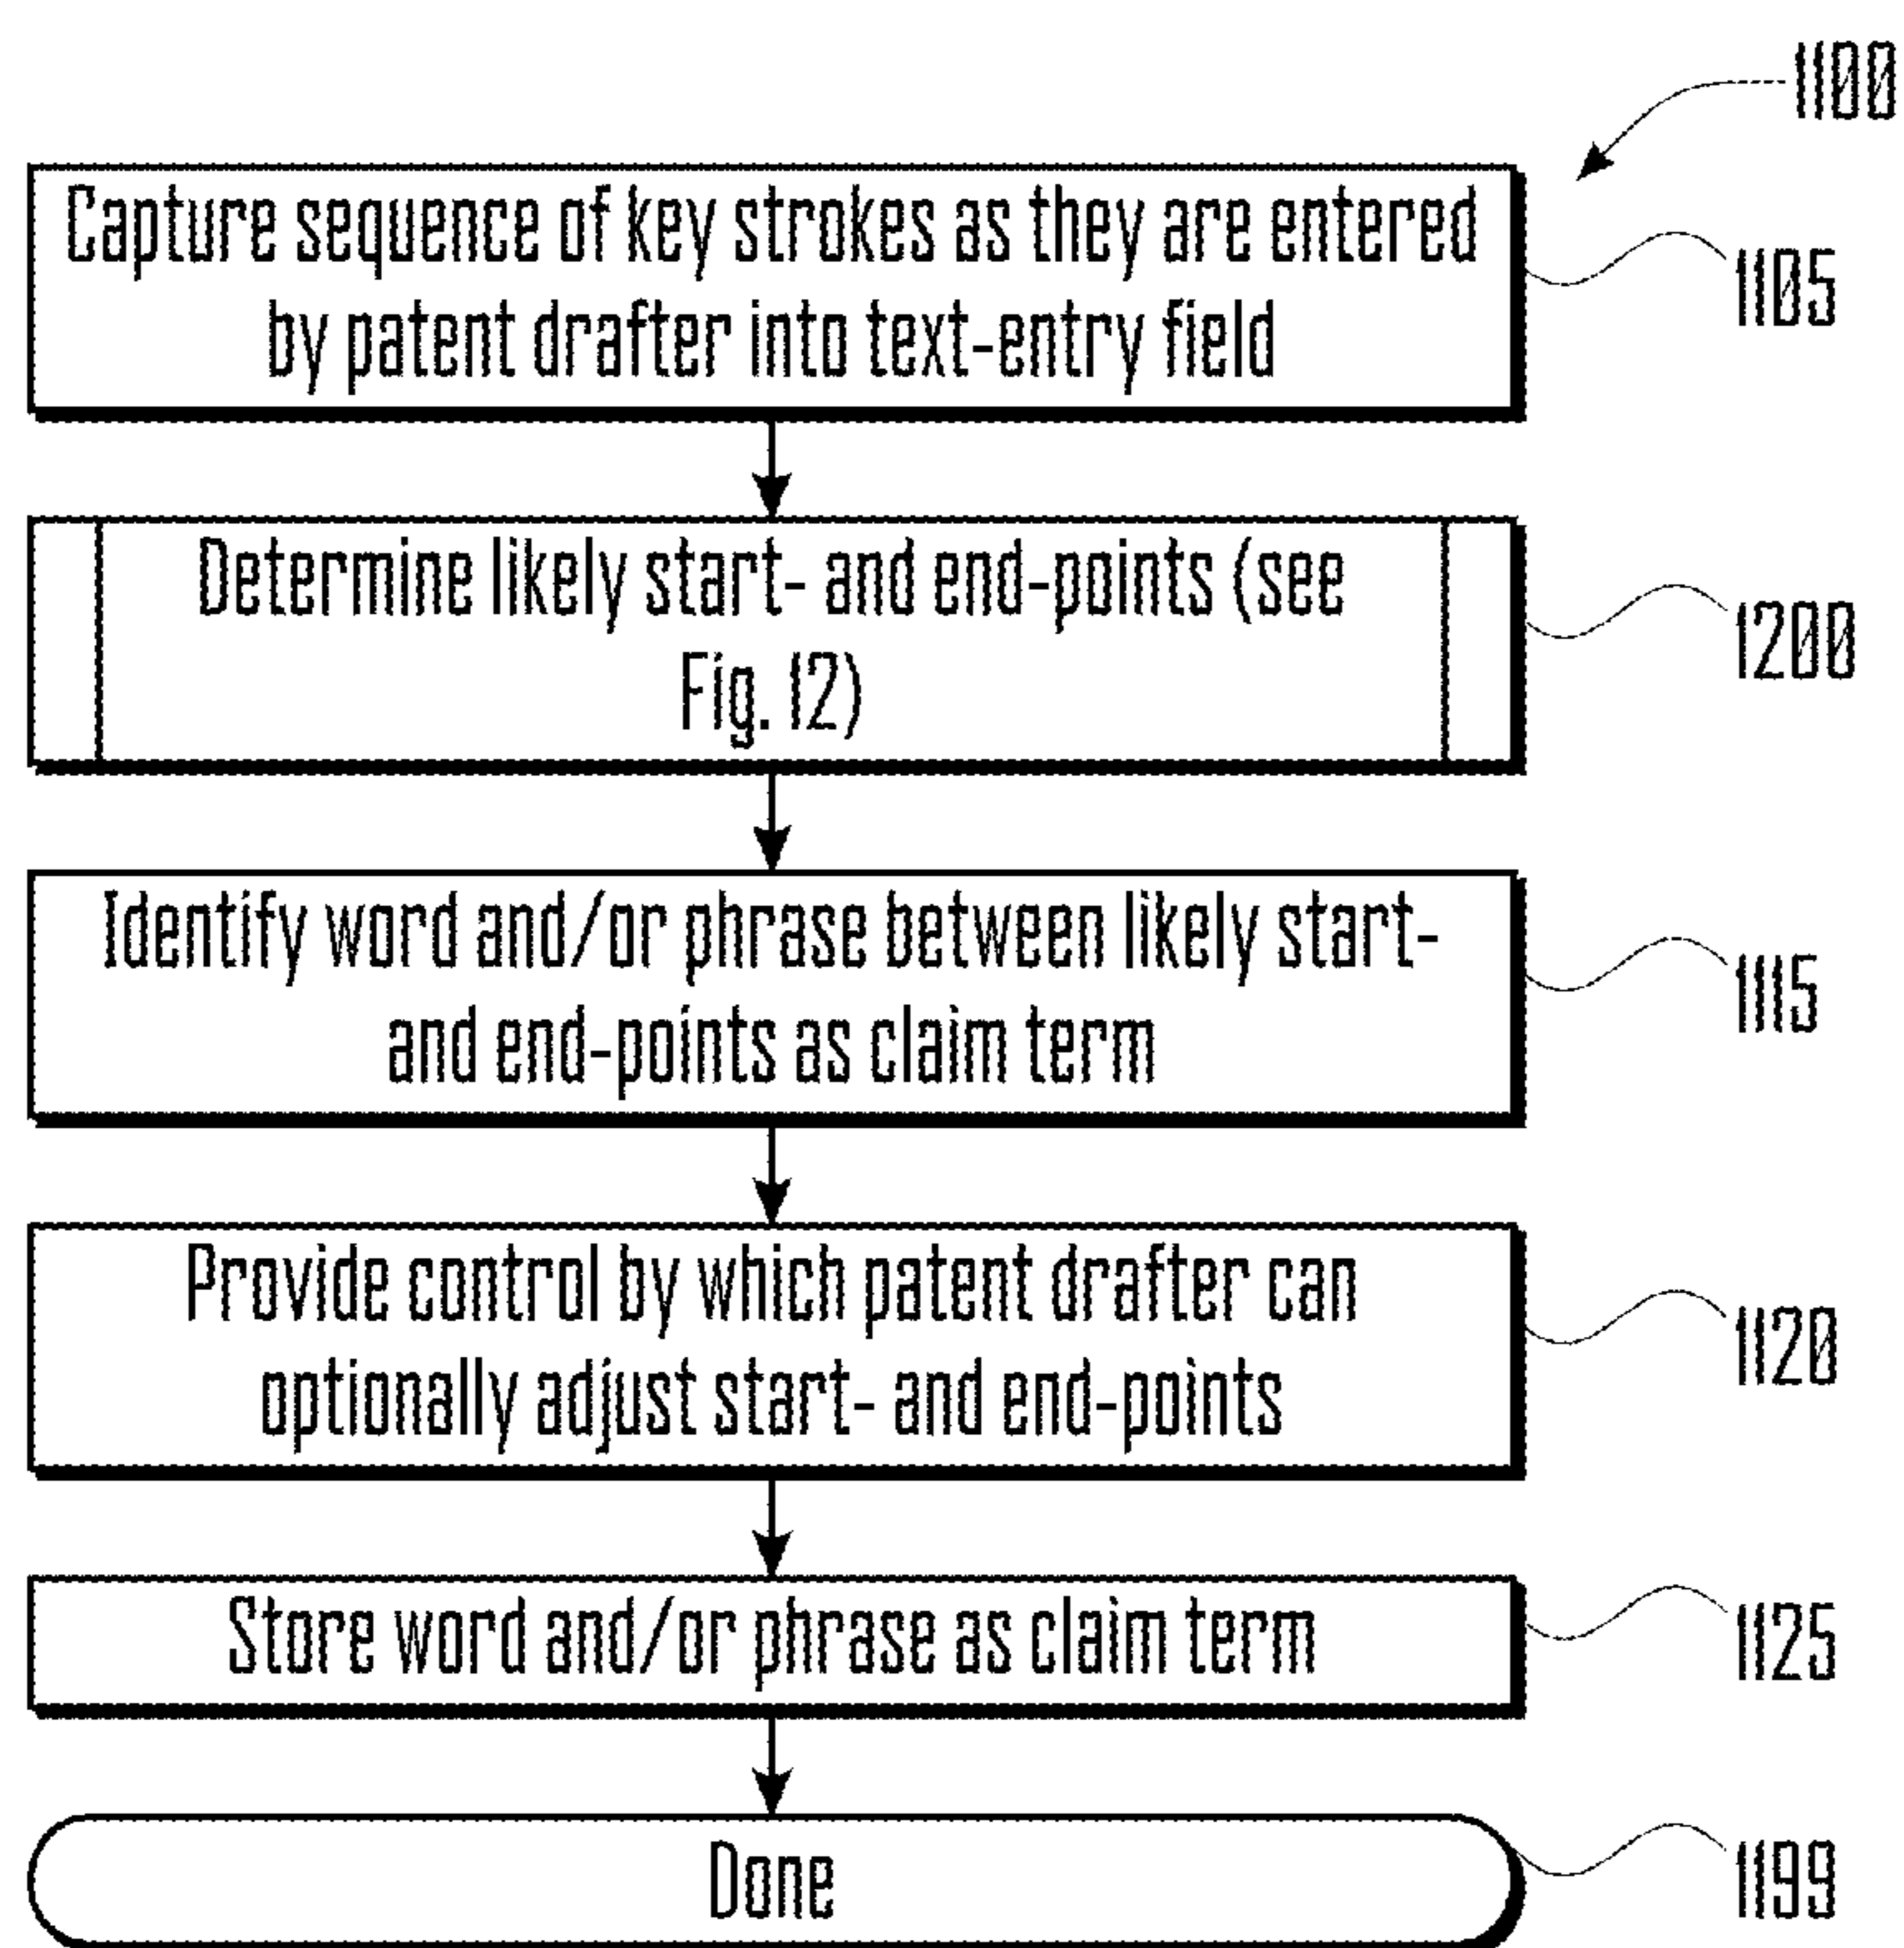 1100
Capture sequence of key strokes as they are entered
by patent drafter into text-entry field
1105
Determine likely start- and end-points (see
Fig. 12)
1200
Identify word and/or phrase between likely start-
and end-points as claim term
1115
Provide control by which patent drafter can
optionally adjust start- and end-points
1120
Store word and/or phrase as claim term
1125
Done
1199